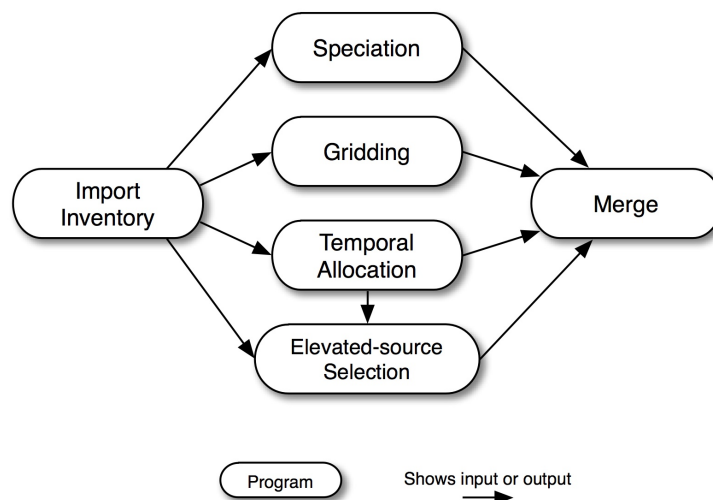 Speciation
Gridding
Import
Inventory
Merge
Temporal
Allocation
Elevated-source
Selection
Program
Shows input or output